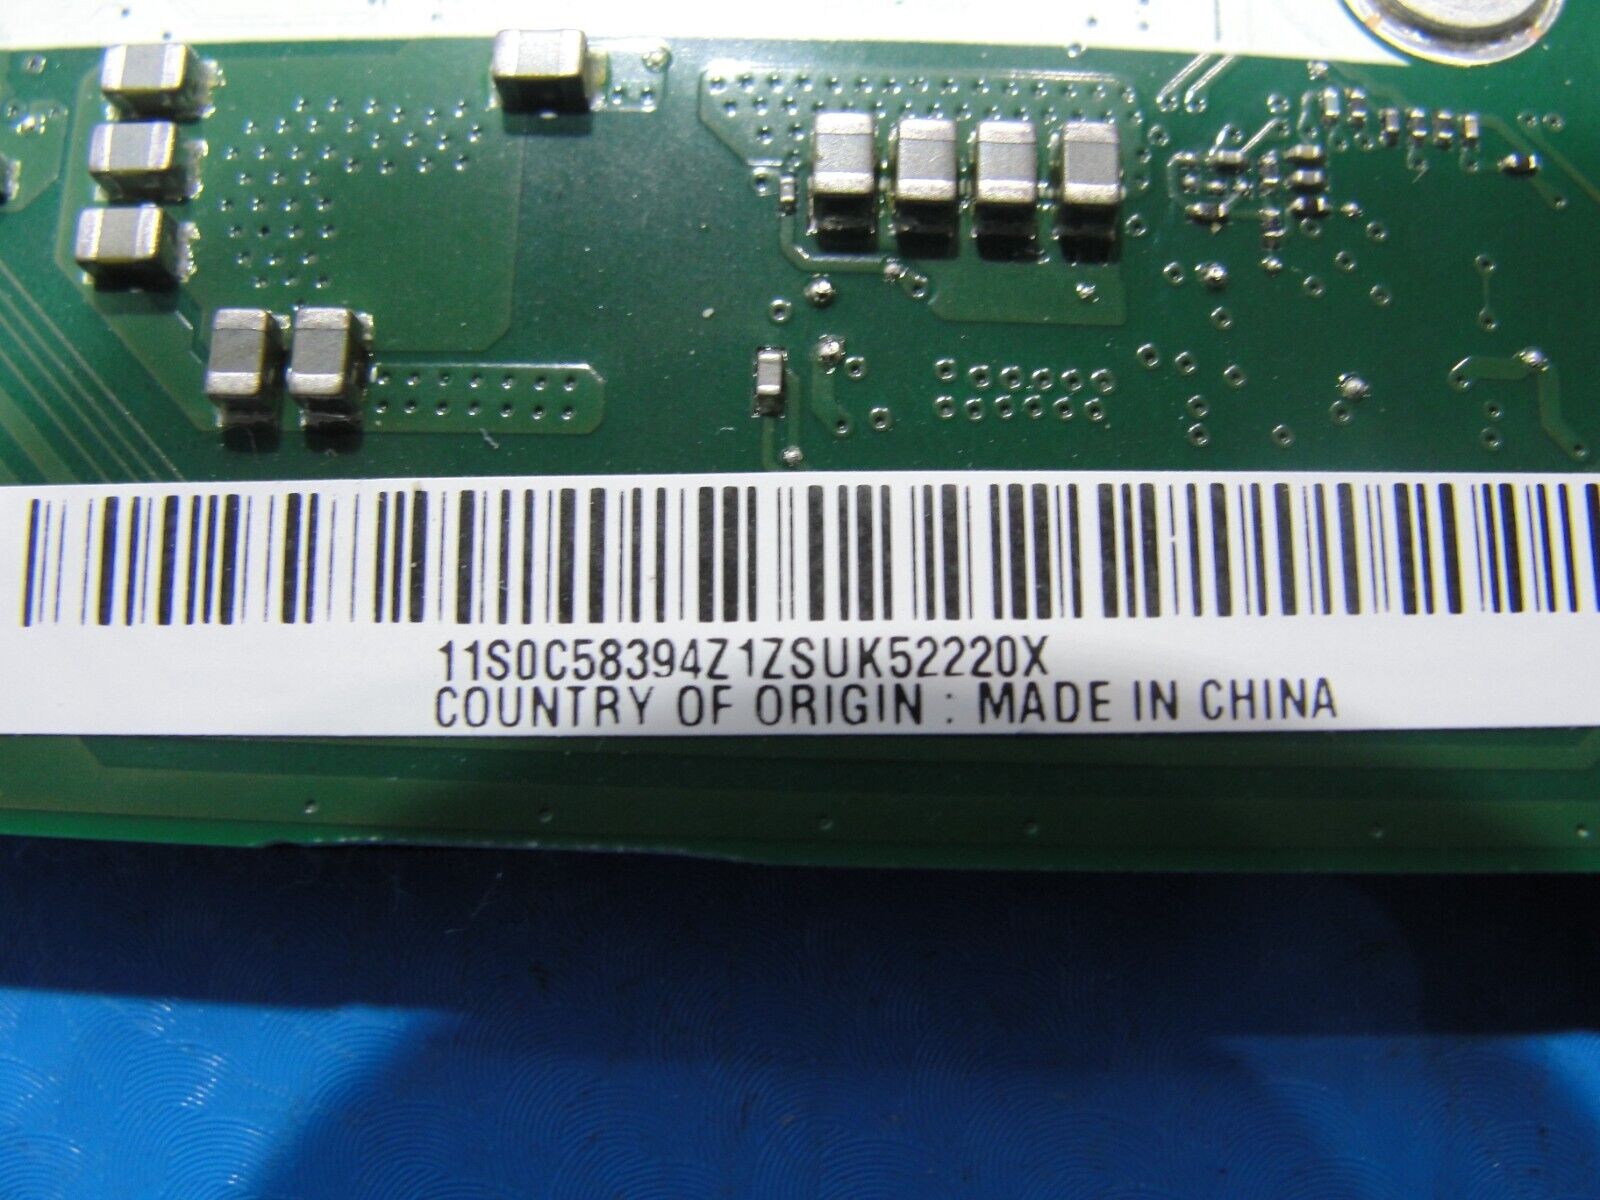 11S0C58394Z1ZSUK52220X
COUNTRY OF ORIGIN : MADE IN CHINA